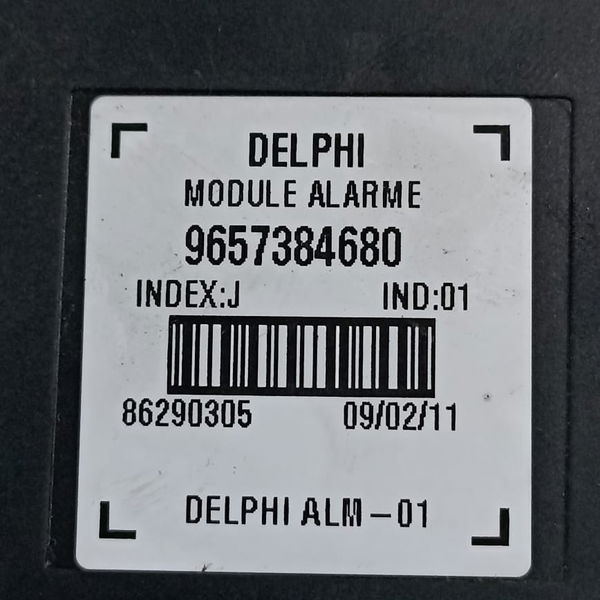 DELPHI
MODULE ALARME
9657384680
INDEX:J IND:01
86290305 09/02/11
DELPHI ALM-01